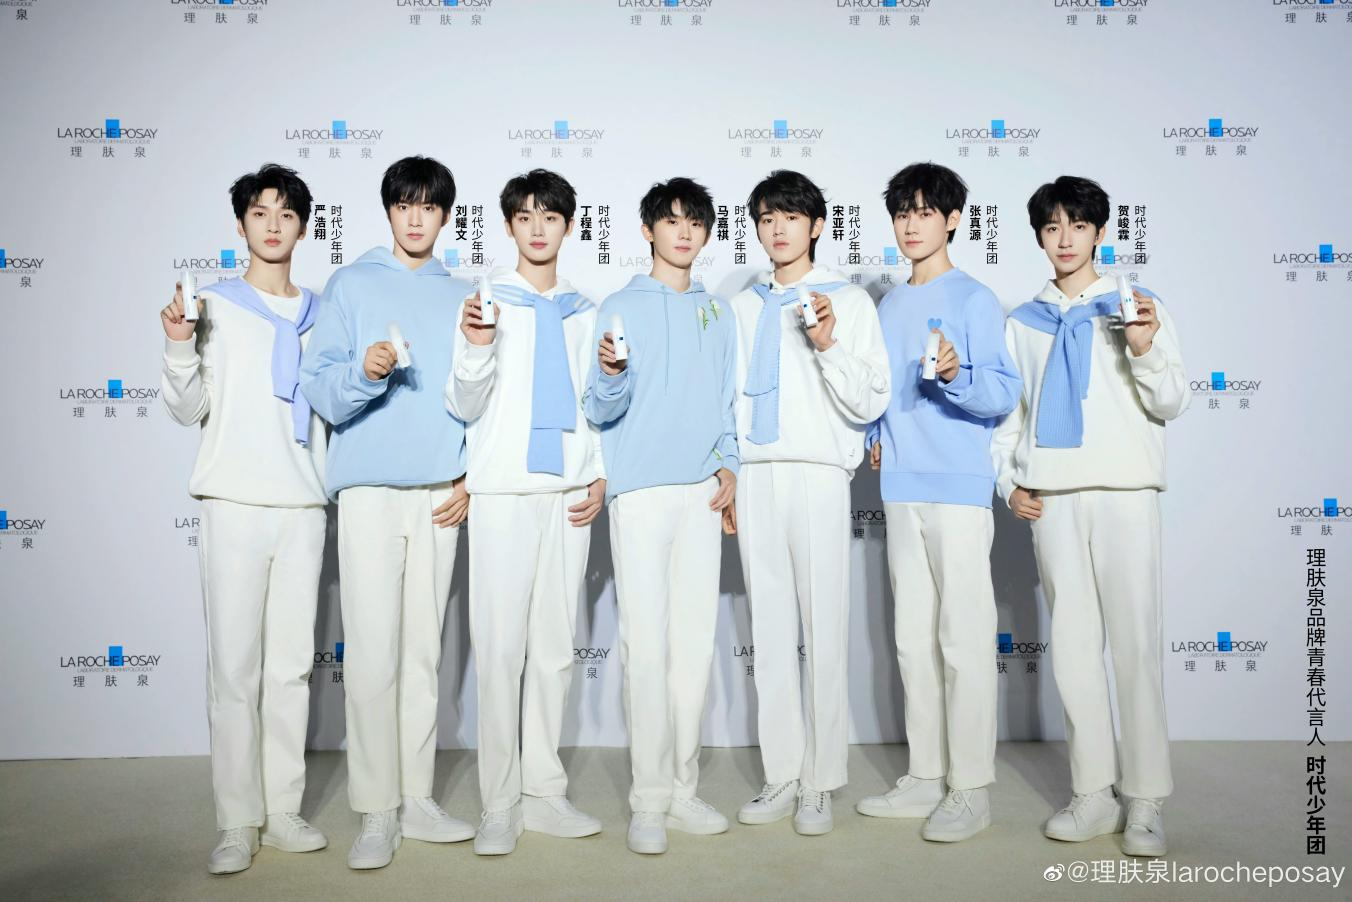 LA ROCHE POSAY
LABORATOIRE DERMATOLOGIQUE
理肤泉
严浩翔
时代少年团
刘耀文
时代少年团
丁程鑫
时代少年团
马嘉祺
时代少年团
宋亚轩
时代少年团
张真源
时代少年团
贺峻霖
时代少年团
理肤泉品牌青春代言人 时代少年团
@理肤泉larocheposay